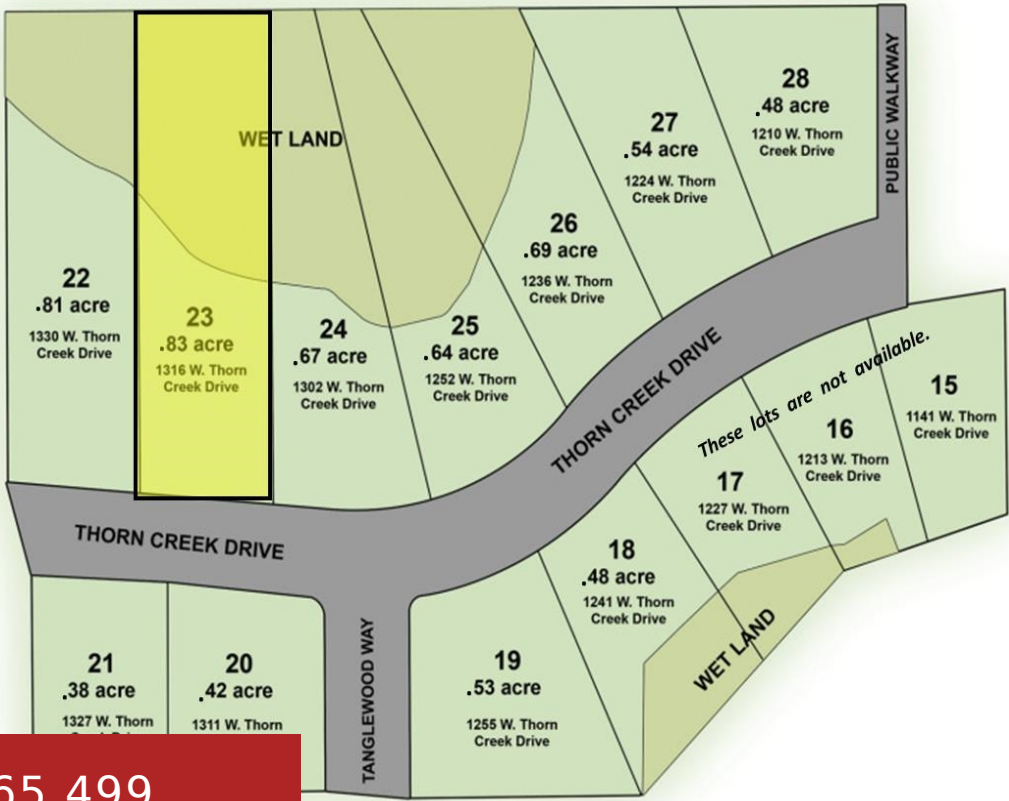 WET LAND
PUBLIC WALKWAY
28
.48 acre
1210 W. Thorn
Creek Drive
27
.54 acre
1224 W. Thorn
Creek Drive
26
.69 acre
1236 W. Thorn
Creek Drive
22
.81 acre
1330 W. Thorn
Creek Drive
23
.83 acre
1316 W. Thorn
Creek Drive
24
.67 acre
1302 W. Thorn
Creek Drive
25
.64 acre
1252 W. Thorn
Creek Drive
THORN CREEK DRIVE
These lots are not available.
15
1141 W. Thorn
Creek Drive
16
1213 W. Thorn
Creek Drive
17
1227 W. Thorn
Creek Drive
THORN CREEK DRIVE
18
.48 acre
1241 W. Thorn
Creek Drive
WET LAND
21
.38 acre
1327 W. Thorn
20
.42 acre
1311 W. Thorn
TANGLEWOOD WAY
19
.53 acre
1255 W. Thorn
Creek Drive
65,499